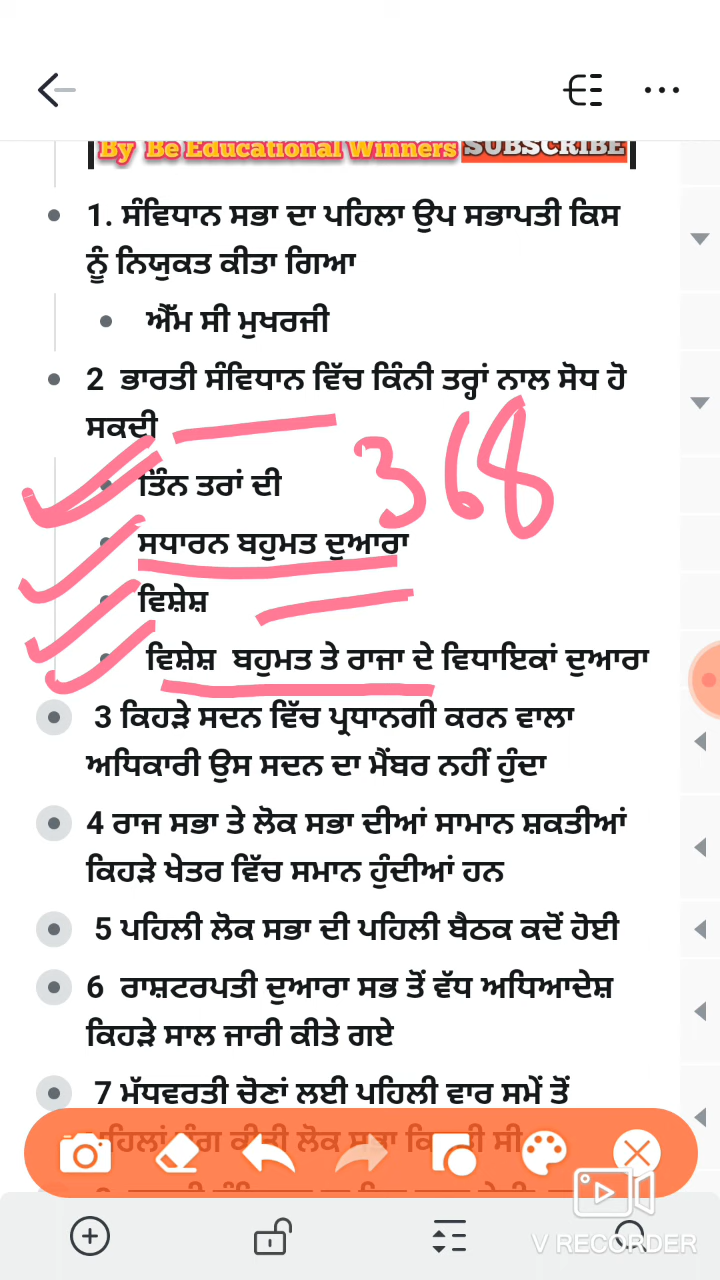 By Be Educational Winners SUBSCRIBE
1. ਸੰਵਿਧਾਨ ਸਭਾ ਦਾ ਪਹਿਲਾ ਉਪ ਸਭਾਪਤੀ ਕਿਸ
ਨੂੰ ਨਿਯੁਕਤ ਕੀਤਾ ਗਿਆ
ਐੱਮ ਸੀ ਮੁਖਰਜੀ
2 ਭਾਰਤੀ ਸੰਵਿਧਾਨ ਵਿੱਚ ਕਿੰਨੀ ਤਰ੍ਹਾਂ ਨਾਲ ਸੋਧ ਹੋ
ਸਕਦੀ
368
ਤਿੰਨ ਤਰਾਂ ਦੀ
ਸਧਾਰਨ ਬਹੁਮਤ ਦੁਆਰਾ
ਵਿਸ਼ੇਸ਼
ਵਿਸ਼ੇਸ਼ ਬਹੁਮਤ ਤੇ ਰਾਜਾ ਦੇ ਵਿਧਾਇਕਾਂ ਦੁਆਰਾ
3 ਕਿਹੜੇ ਸਦਨ ਵਿੱਚ ਪ੍ਰਧਾਨਗੀ ਕਰਨ ਵਾਲਾ
ਅਧਿਕਾਰੀ ਉਸ ਸਦਨ ਦਾ ਮੈਂਬਰ ਨਹੀਂ ਹੁੰਦਾ
4 ਰਾਜ ਸਭਾ ਤੇ ਲੋਕ ਸਭਾ ਦੀਆਂ ਸਾਮਾਨ ਸ਼ਕਤੀਆਂ
ਕਿਹੜੇ ਖੇਤਰ ਵਿੱਚ ਸਮਾਨ ਹੁੰਦੀਆਂ ਹਨ
5 ਪਹਿਲੀ ਲੋਕ ਸਭਾ ਦੀ ਪਹਿਲੀ ਬੈਠਕ ਕਦੋਂ ਹੋਈ
6 ਰਾਸ਼ਟਰਪਤੀ ਦੁਆਰਾ ਸਭ ਤੋਂ ਵੱਧ ਅਧਿਆਦੇਸ਼
ਕਿਹੜੇ ਸਾਲ ਜਾਰੀ ਕੀਤੇ ਗਏ
7 ਮੱਧਵਰਤੀ ਚੋਣਾਂ ਲਈ ਪਹਿਲੀ ਵਾਰ ਸਮੇਂ ਤੋਂ
ਲੋਕ ਸਭਾ
V RECORDER